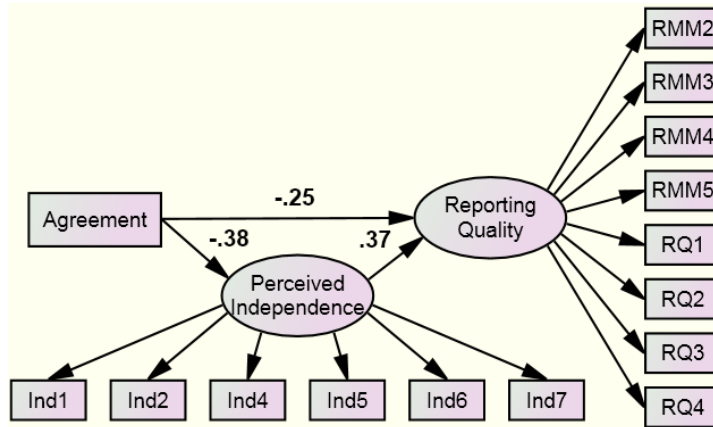 RMM2
RMM3
RMM4
RMM5
Agreement
-.25
Reporting
Quality
RQ1
-.38
.37
Perceived
Independence
RQ2
RQ3
Ind1
Ind2
Ind4
Ind5
Ind6
Ind7
RQ4